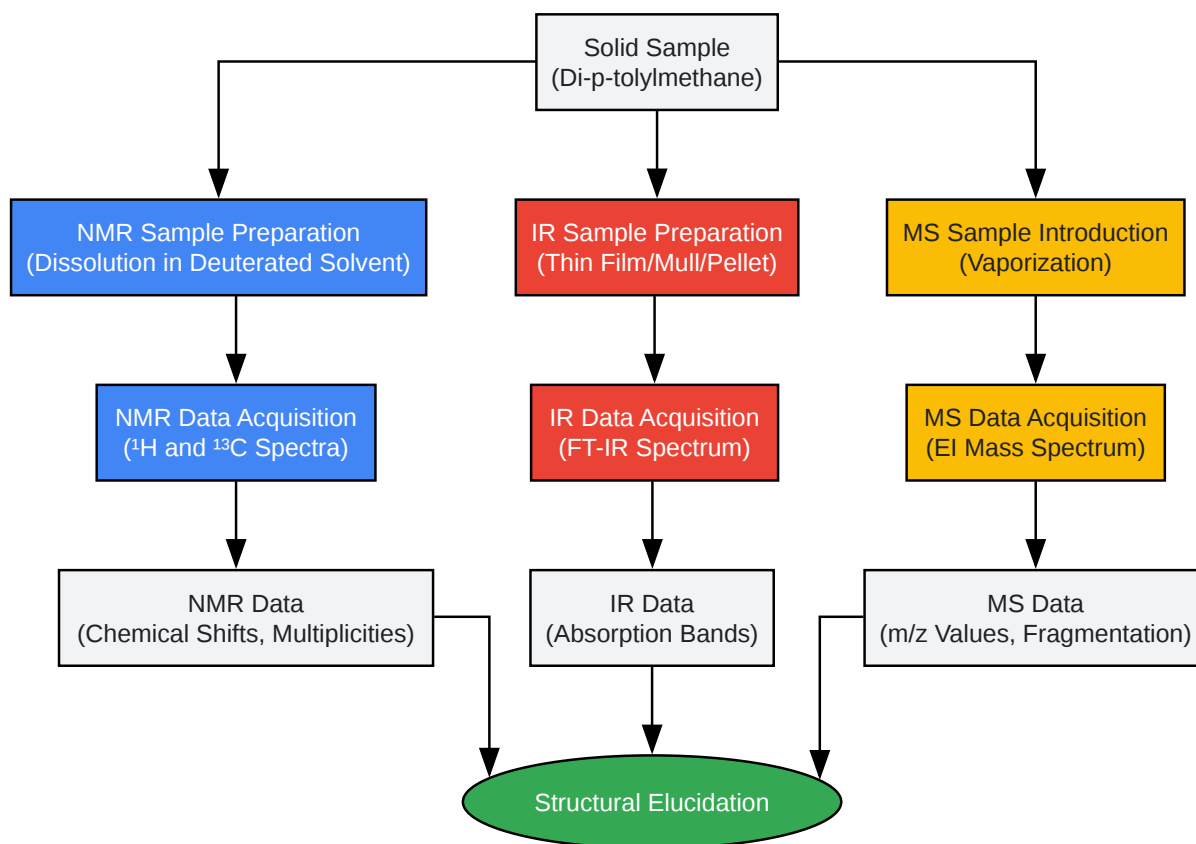 Solid Sample
(Di-p-tolylmethane)
NMR Sample Preparation
(Dissolution in Deuterated Solvent)
IR Sample Preparation
(Thin Film/Mull/Pellet)
MS Sample Introduction
(Vaporization)
NMR Data Acquisition
(¹H and ¹³C Spectra)
IR Data Acquisition
(FT-IR Spectrum)
MS Data Acquisition
(EI Mass Spectrum)
NMR Data
(Chemical Shifts, Multiplicities)
IR Data
(Absorption Bands)
MS Data
(m/z Values, Fragmentation)
Structural Elucidation